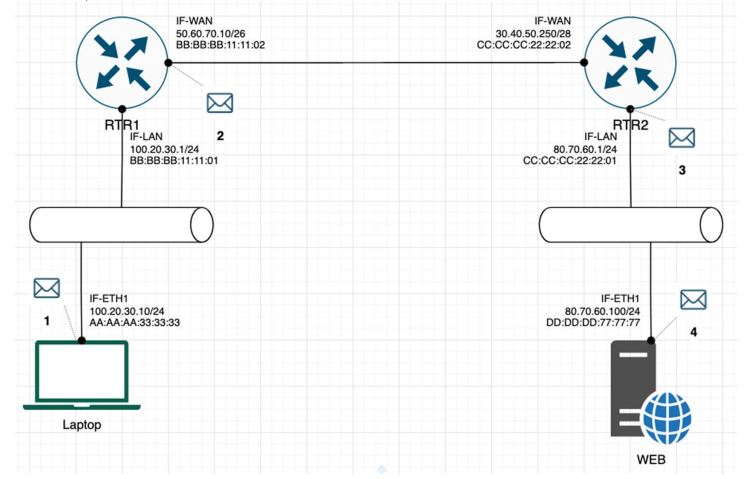 IF-WAN
50.60.70.10/26
BB:BB:BB:11:11:02
IF-WAN
30.40.50.250/28
CC:CC:CC:22:22:02
RTR1
2
IF-LAN
100.20.30.1/24
BB:BB:BB:11:11:01
RTR2
IF-LAN
80.70.60.1/24
CC:CC:CC:22:22:01
3
1
IF-ETH1
100.20.30.10/24
AA:AA:AA:33:33:33
IF-ETH1
80.70.60.100/24
DD:DD:DD:77:77:77
4
Laptop
WEB